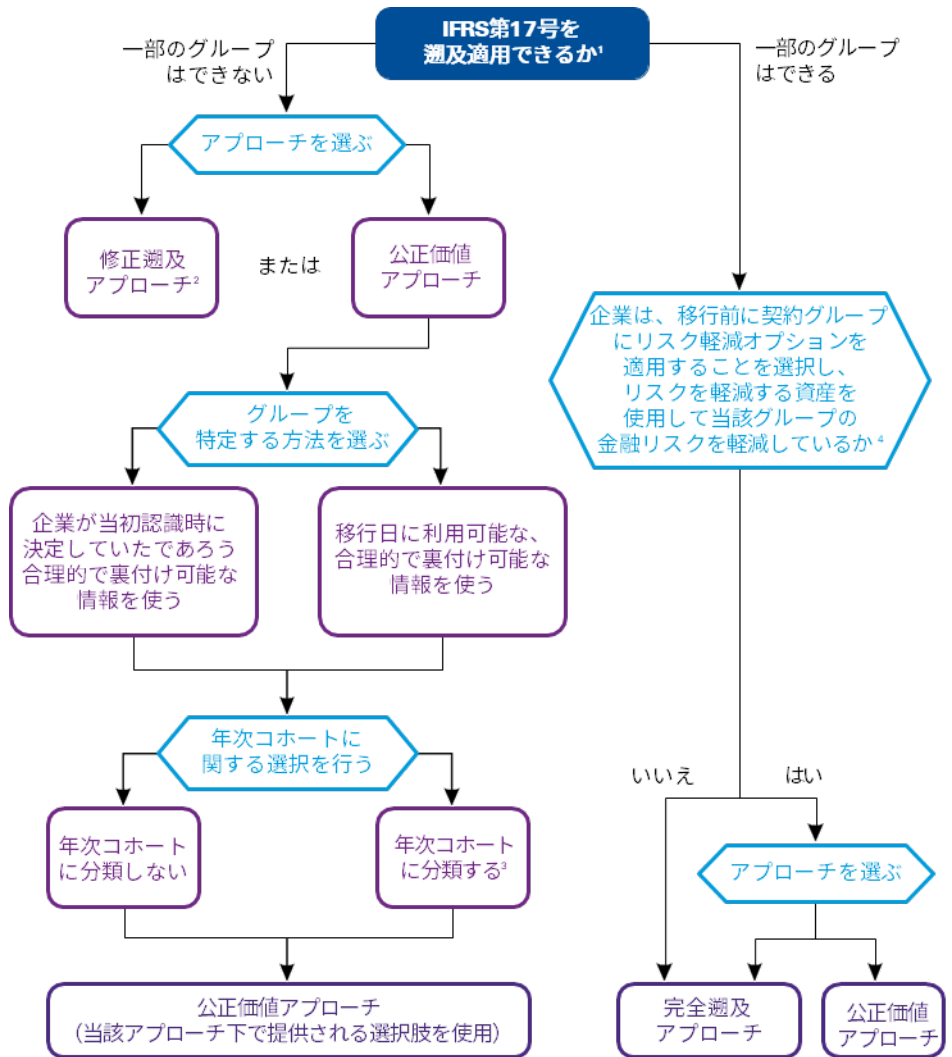 IFRS第17号を
遡及適用できるか¹
一部のグループ
はできない
一部のグループ
はできる
アプローチを選ぶ
修正遡及
アプローチ²
または
公正価値
アプローチ
企業は、移行前に契約グループ
にリスク軽減オプションを
適用することを選択し、
リスクを軽減する資産を
使用して当該グループの
金融リスクを軽減しているか⁴
グループを
特定する方法を選ぶ
企業が当初認識時に
決定していたであろう
合理的で裏付け可能な
情報を使う
移行日に利用可能な、
合理的で裏付け可能な
情報を使う
年次コホートに
関する選択を行う
いいえ
はい
年次コホート
に分類しない
年次コホート
に分類する³
アプローチを選ぶ
公正価値アプローチ
（当該アプローチ下で提供される選択肢を使用）
完全遡及
アプローチ
公正価値
アプローチ